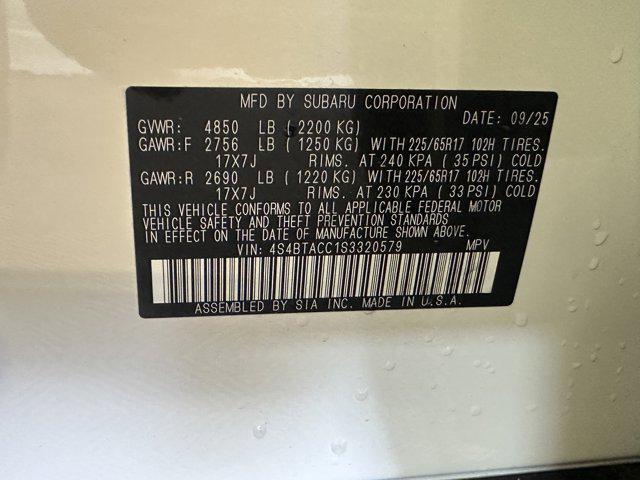 MFD BY SUBARU CORPORATION
DATE: 09/25
GVWR: 4850 LB (2200 KG)
GAWR:F 2756 LB (1250 KG) WITH 225/65R17 102H TIRES.
17X7J RIMS. AT 240 KPA (35 PSI) COLD
GAWR:R 2690 LB (1220 KG) WITH 225/65R17 102H TIRES.
17X7J RIMS. AT 230 KPA (33 PSI) COLD
THIS VEHICLE CONFORMS TO ALL APPLICABLE FEDERAL MOTOR
VEHICLE SAFETY AND THEFT PREVENTION STANDARDS
IN EFFECT ON THE DATE OF MANUFACTURE SHOWN ABOVE.
VIN: 4S4BTACC1S3320579 MPV
ASSEMBLED BY SIA INC. MADE IN U.S.A.